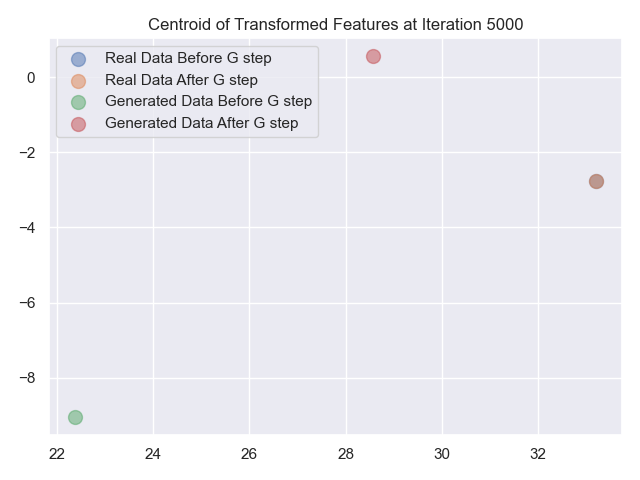 Centroid of Transformed Features at Iteration 5000
Real Data Before G step
Real Data After G step
Generated Data Before G step
Generated Data After G step
0
−2
−4
−6
−8
22 24 26 28 30 32